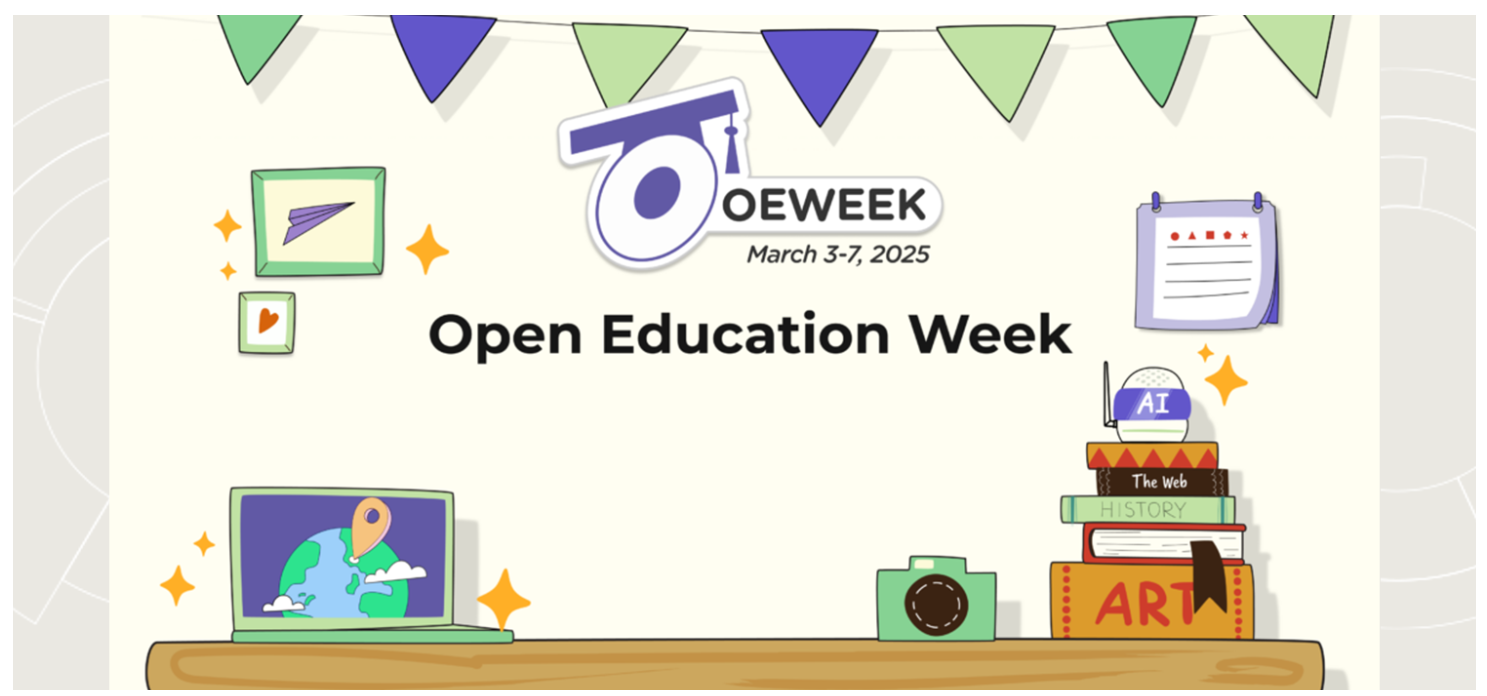 OEWEEK
March 3-7, 2025
Open Education Week
AI
The Web
HISTORY
ART